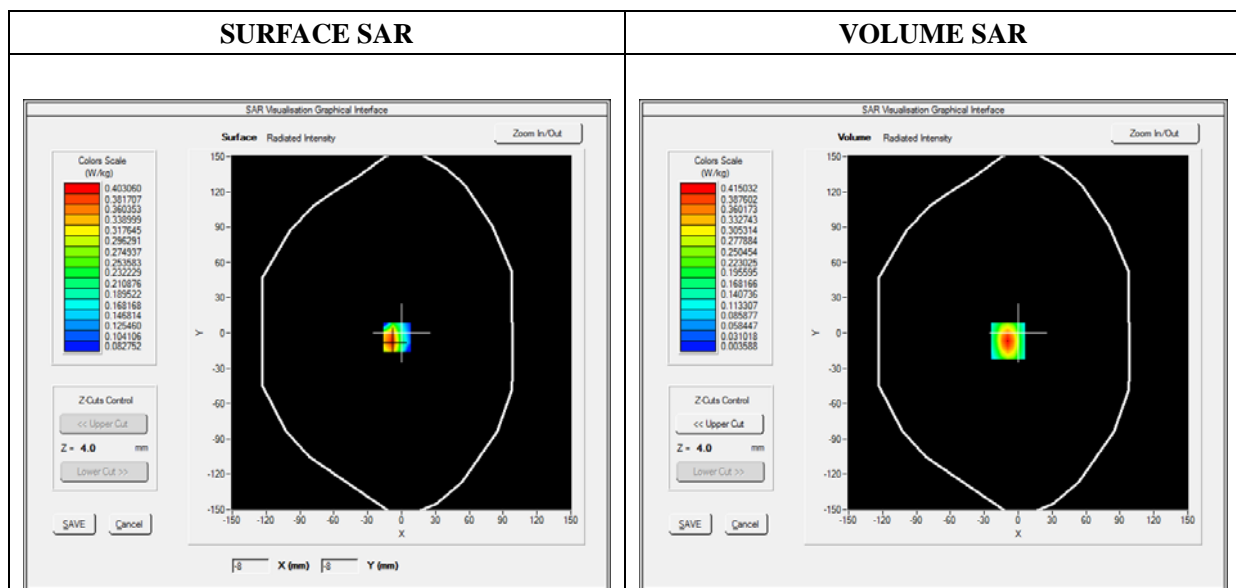 SURFACE SAR
VOLUME SAR
SAR Visualisation Graphical Interface
Surface Radiated Intensity
Zoom In/Out
Colors Scale
(W/kg)
0.403060
0.381707
0.360353
0.338999
0.317645
0.296291
0.274937
0.253583
0.232229
0.210876
0.189522
0.168168
0.146814
0.125460
0.104106
0.082752
Z-Cuts Control
<< Upper Cut
Z = 4.0 mm
Lower Cut >>
SAVE Cancel
150
120
90
60
30
0
-30
-60
-90
-120
-150
Y
-150 -120 -90 -60 -30 0 30 60 90 120 150
X
-8 X (mm) -8 Y (mm)
SAR Visualisation Graphical Interface
Volume Radiated Intensity
Zoom In/Out
Colors Scale
(W/kg)
0.415032
0.387602
0.360173
0.332743
0.305314
0.277884
0.250454
0.223025
0.195595
0.168166
0.140736
0.113307
0.085877
0.058447
0.031018
0.003588
Z-Cuts Control
<< Upper Cut
Z = 4.0 mm
Lower Cut >>
SAVE Cancel
150
120
90
60
30
0
-30
-60
-90
-120
-150
Y
-150 -120 -90 -60 -30 0 30 60 90 120 150
X